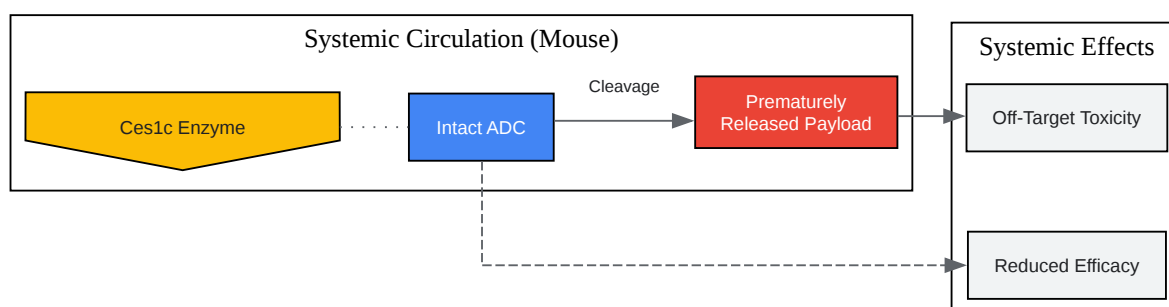 Systemic Circulation (Mouse)
Systemic Effects
Ces1c Enzyme
Intact ADC
Cleavage
Prematurely
Released Payload
Off-Target Toxicity
Reduced Efficacy